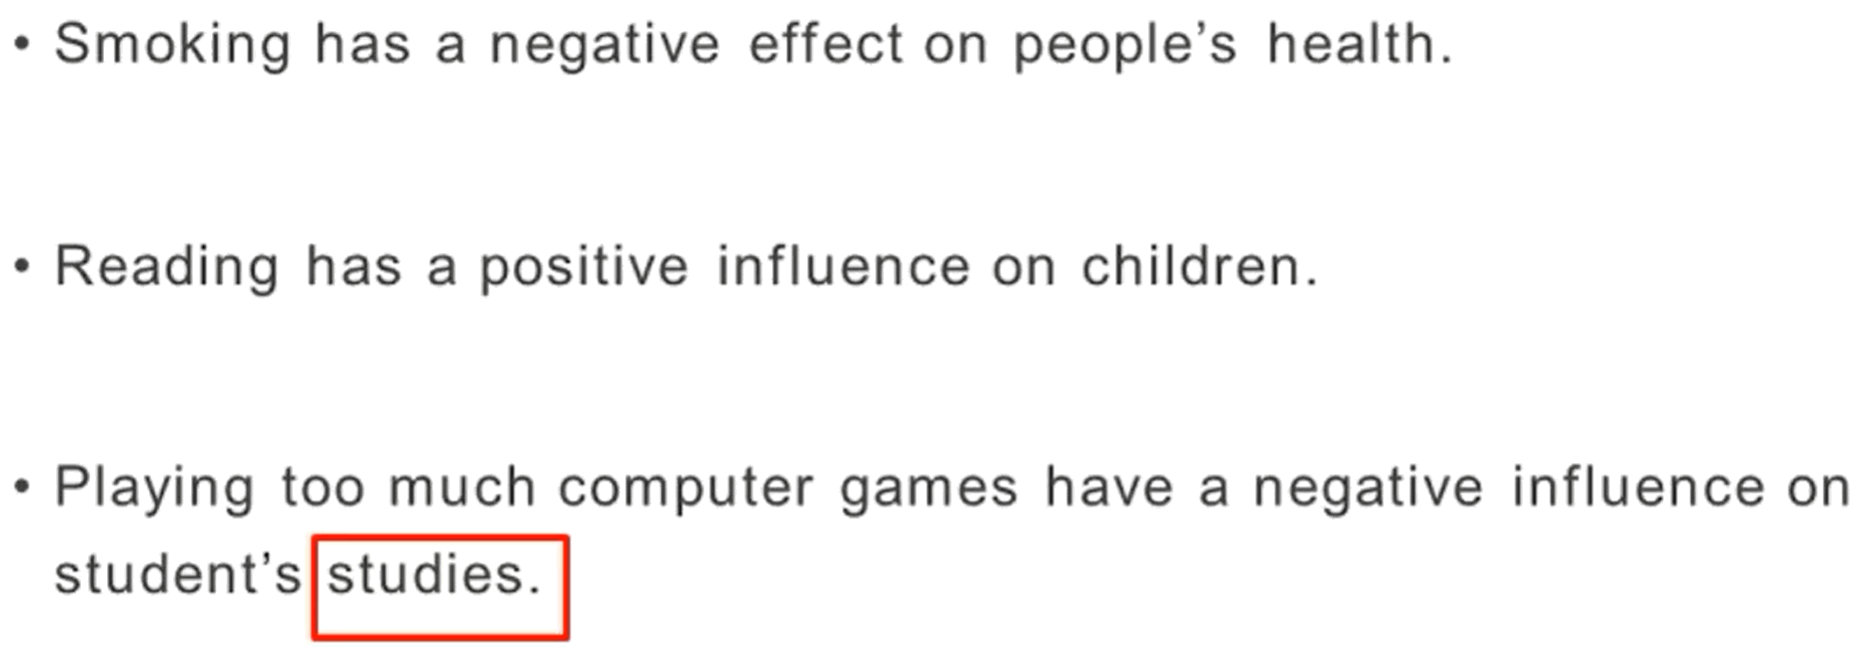 • Smoking has a negative effect on people’s health.
• Reading has a positive influence on children.
• Playing too much computer games have a negative influence on
student’s studies.